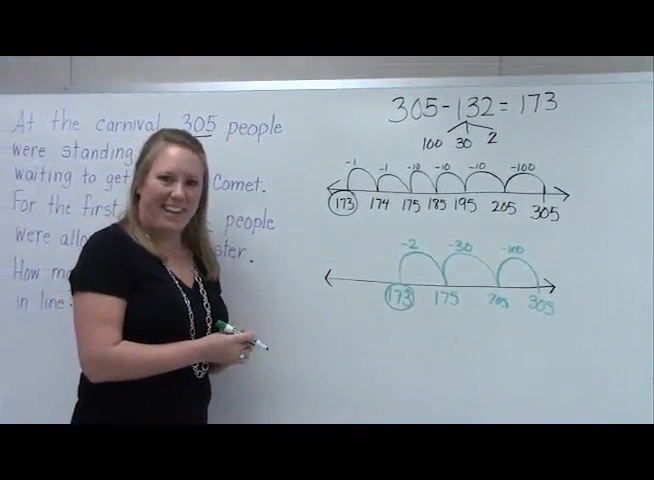 At the carnival 305 people
were standing
waiting to get Comet.
For the first people
were allo ster.
How m
in line
305-132=173
100 30 2
-1 -1 -10 -10 -10 -100
173 174 175 185 195 205 305
-2 -30 -100
173 175 205 305